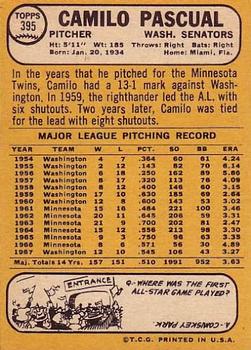 TOPPS
395
CAMILO PASCUAL
PITCHER WASH. SENATORS
Ht: 5'11" Wt: 185 Throws: Right Bats: Right
Born: Jan. 20, 1934 Home: Miami, Fla.
In the years that he pitched for the Minnesota
Twins, Camilo had a 13-1 mark against Wash-
ington. In 1959, the righthander led the A.L. with
six shutouts. Two years later, Camilo was tied
for the lead with eight shutouts.
MAJOR LEAGUE PITCHING RECORD
W L PCT. SO BB ERA
1954 Washington 4 7 .364 60 61 4.22
1955 Washington 2 12 .143 82 70 6.14
1956 Washington 6 18 .250 162 89 5.87
1957 Washington 8 17 .320 113 76 4.10
1958 Washington 8 12 .400 146 60 3.15
1959 Washington 17 10 .630 185 69 2.64
1960 Washington 12 8 .600 143 53 3.03
1961 Minnesota 15 16 .484 221 100 3.46
1962 Minnesota 20 11 .645 206 59 3.32
1963 Minnesota 21 9 .700 202 81 2.46
1964 Minnesota 15 12 .556 213 98 3.30
1965 Minnesota 9 3 .750 96 63 3.35
1966 Minnesota 8 6 .571 56 30 4.89
1967 Washington 12 10 .545 106 43 3.28
Maj. Totals 14 Yrs. 157 151 .510 1991 952 3.63
ENTRANCE
Q-WHERE WAS THE FIRST
ALL-STAR GAME PLAYED?
A-COMISKEY PARK.
©T.C.G. PRINTED IN U.S.A.